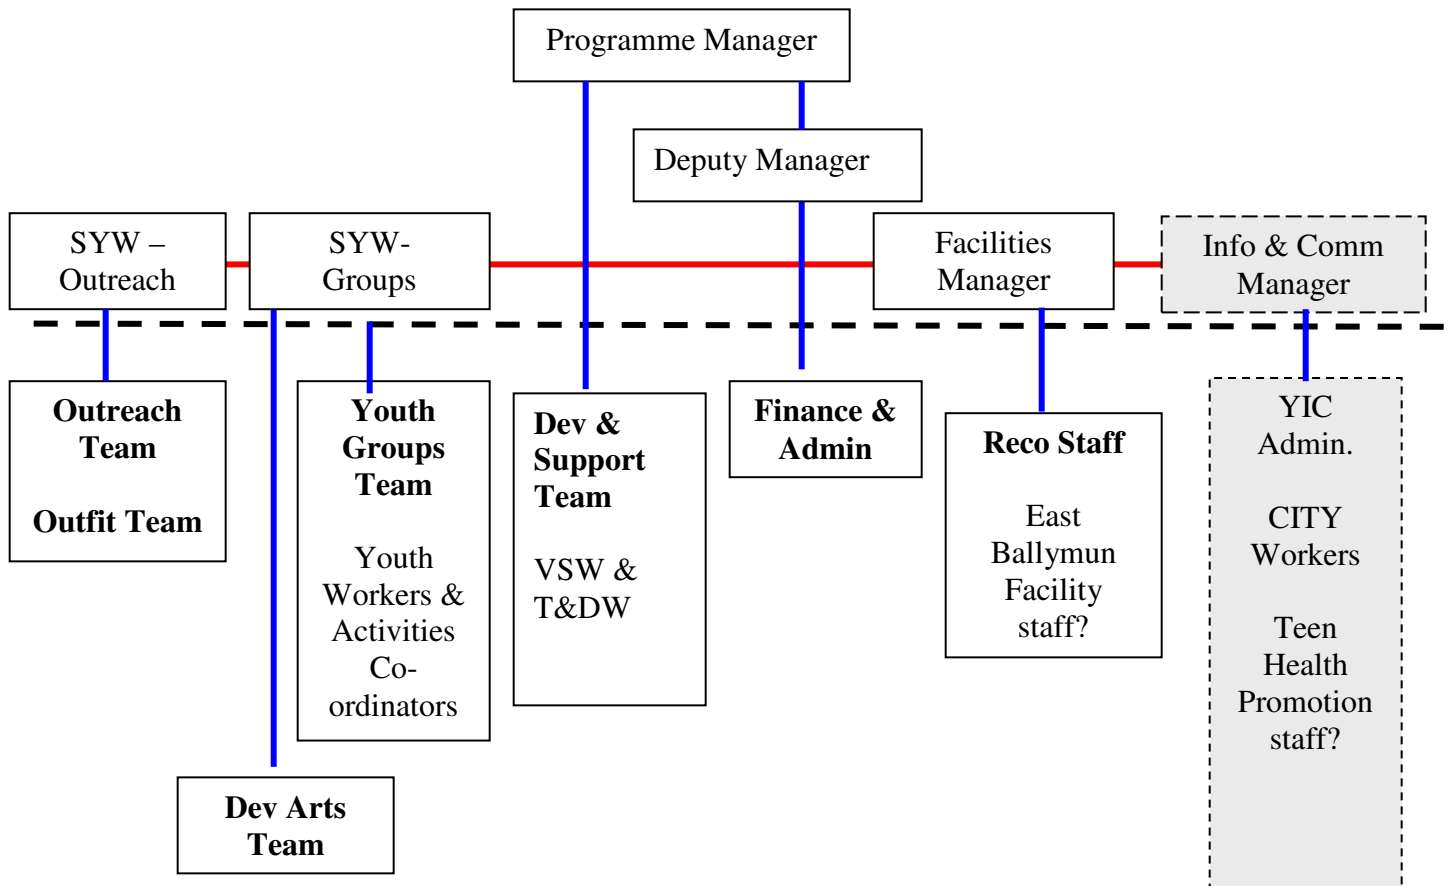 Programme Manager
Deputy Manager
SYW –
Outreach
SYW-
Groups
Facilities
Manager
Info & Comm
Manager
Outreach
Team
Outfit Team
Youth
Groups
Team
Youth
Workers &
Activities
Co-
ordinators
Dev &
Support
Team
VSW &
T&DW
Finance &
Admin
Reco Staff
East
Ballymun
Facility
staff?
YIC
Admin.
CITY
Workers
Teen
Health
Promotion
staff?
Dev Arts
Team